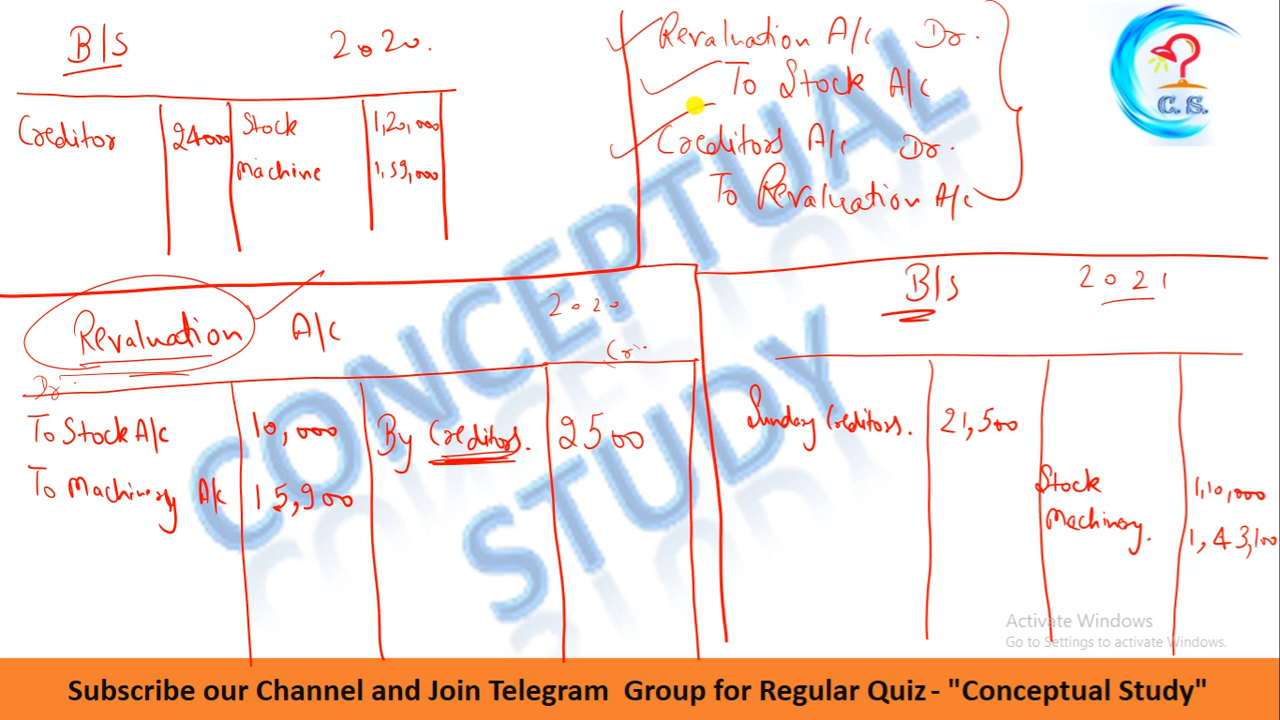 B/S 2020.
Creditor 24000 Stock 1,20,000
Machine 1,59,000
Revaluation A/c Dr.
To Stock A/c
Creditors A/c Dr.
To Revaluation A/c
C. S.
Revaluation A/c 2020
Dr. Cr.
To Stock A/c 10,000 By Creditors. 2500
To Machinery A/c 15,900
B/S 2021
Sunday Creditors. 21,500
Stock 1,10,000
Machinery. 1,43,100
CONCEPTUAL
STUDY
Activate Windows
Go to Settings to activate Windows.
Subscribe our Channel and Join Telegram Group for Regular Quiz - "Conceptual Study"